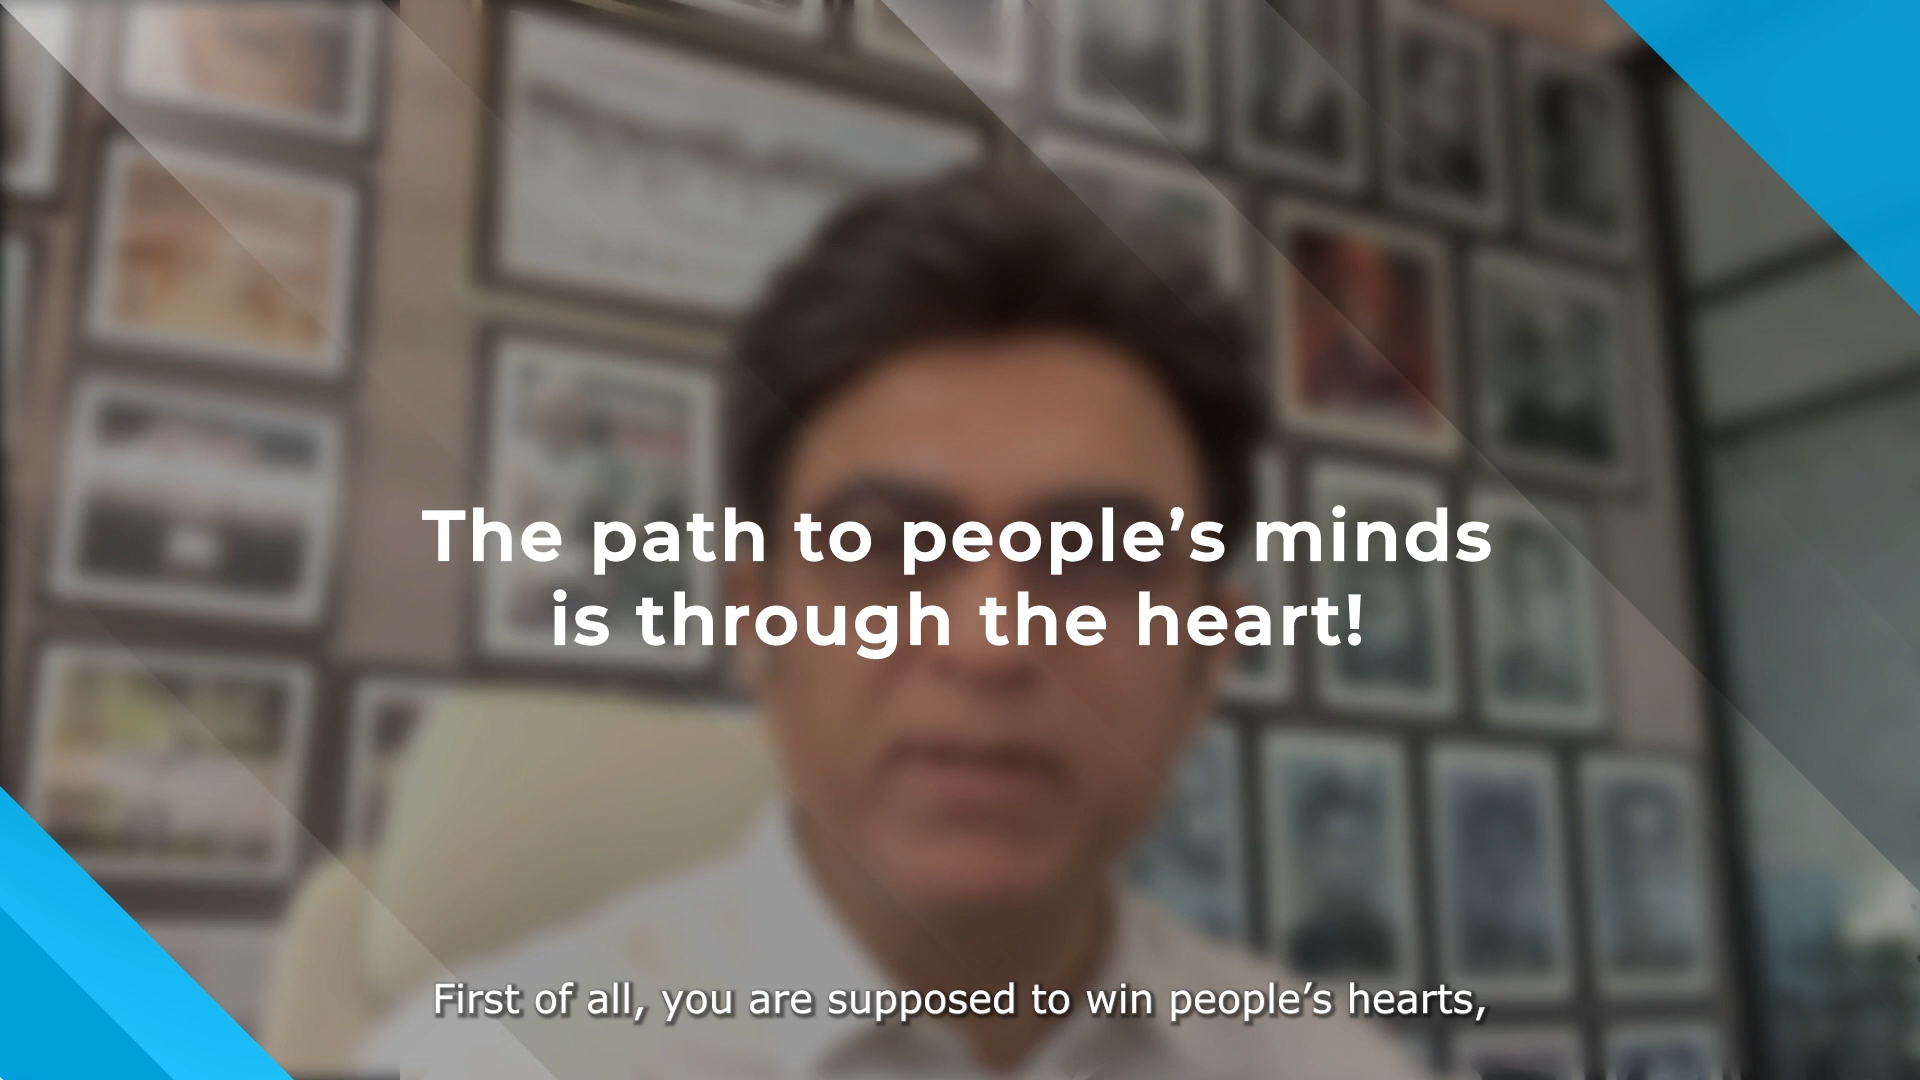 The path to people’s minds
is through the heart!
First of all, you are supposed to win people’s hearts,